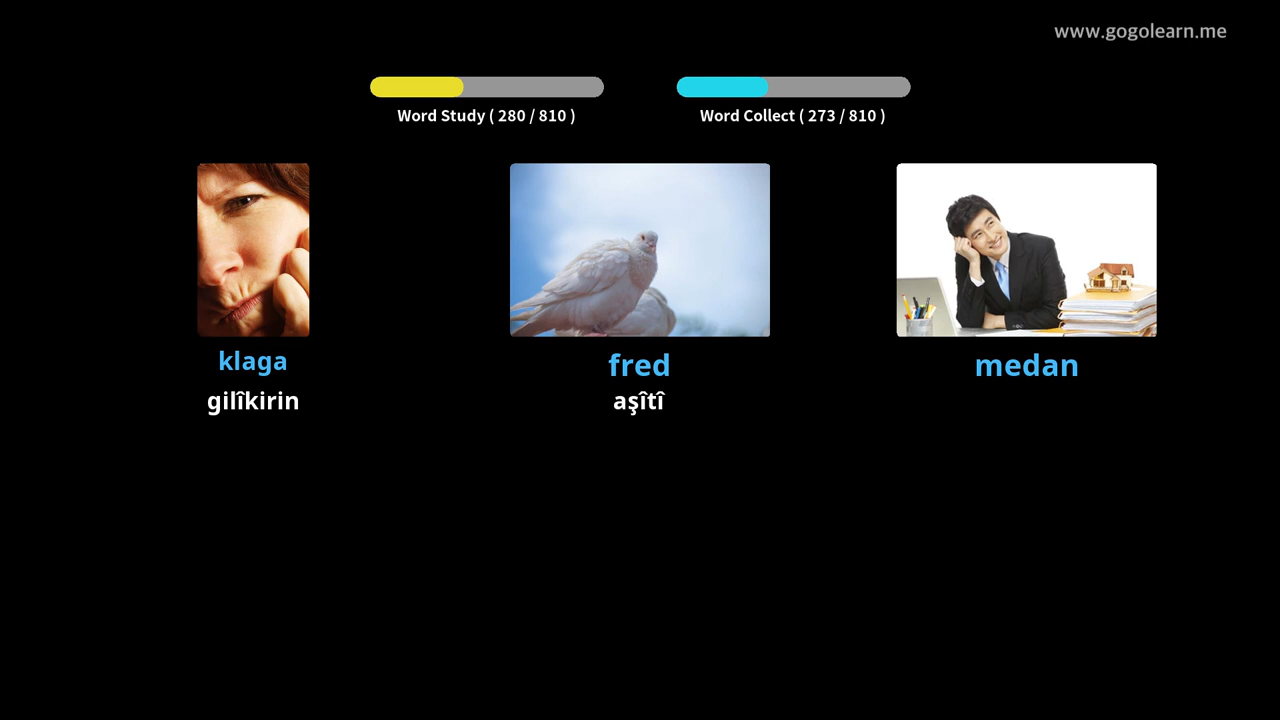 www.gogolearn.me
Word Study ( 280 / 810 )
Word Collect ( 273 / 810 )
klaga
fred
medan
gilîkirin
aşîtî